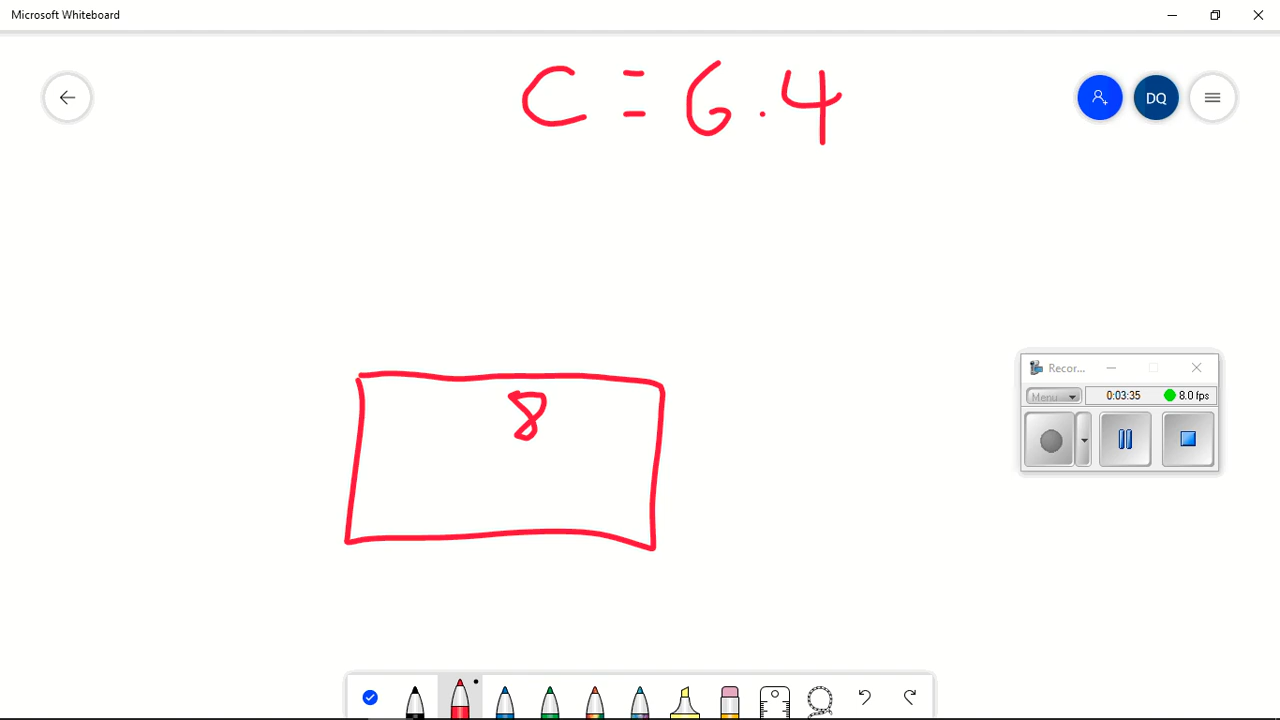 Microsoft Whiteboard
C = 6.4
DQ
8
Recor...
Menu
0:03:35
8.0 fps